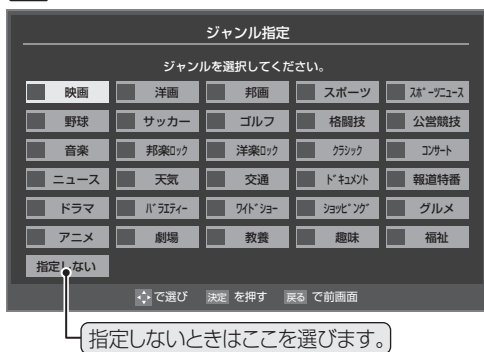 ジャンル指定
ジャンルを選択してください。
映画 洋画 邦画 スポーツ ｽﾎﾟｰﾂﾆｭｰｽ
野球 サッカー ゴルフ 格闘技 公営競技
音楽 邦楽ﾛｯｸ 洋楽ﾛｯｸ ｸﾗｼｯｸ ｺﾝｻｰﾄ
ニュース 天気 交通 ﾄﾞｷｭﾒﾝﾄ 報道特番
ドラマ ﾊﾞﾗｴﾃｨｰ ﾜｲﾄﾞｼｮｰ ｼｮｯﾋﾟﾝｸﾞ グルメ
アニメ 劇場 教養 趣味 福祉
指定しない
で選び 決定 を押す 戻る で前画面
指定しないときはここを選びます。